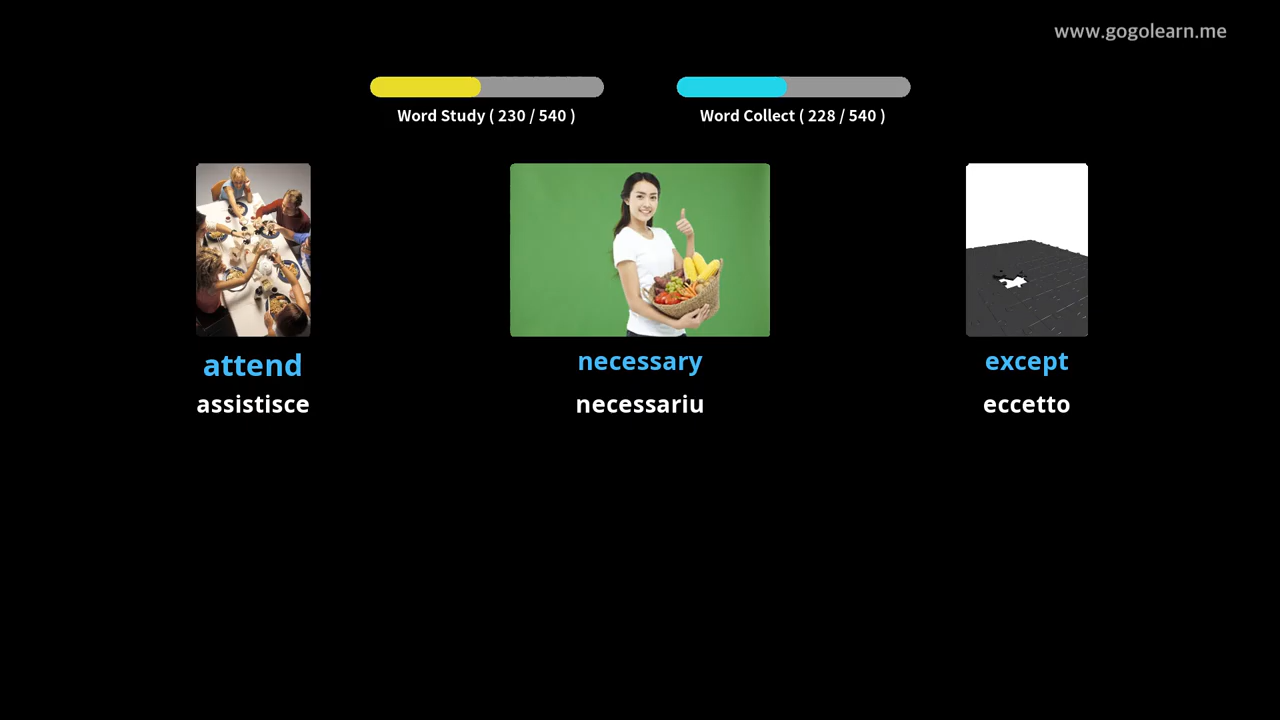 www.gogolearn.me
Word Study ( 230 / 540 )
Word Collect ( 228 / 540 )
attend
necessary
except
assistisce
necessariu
eccetto